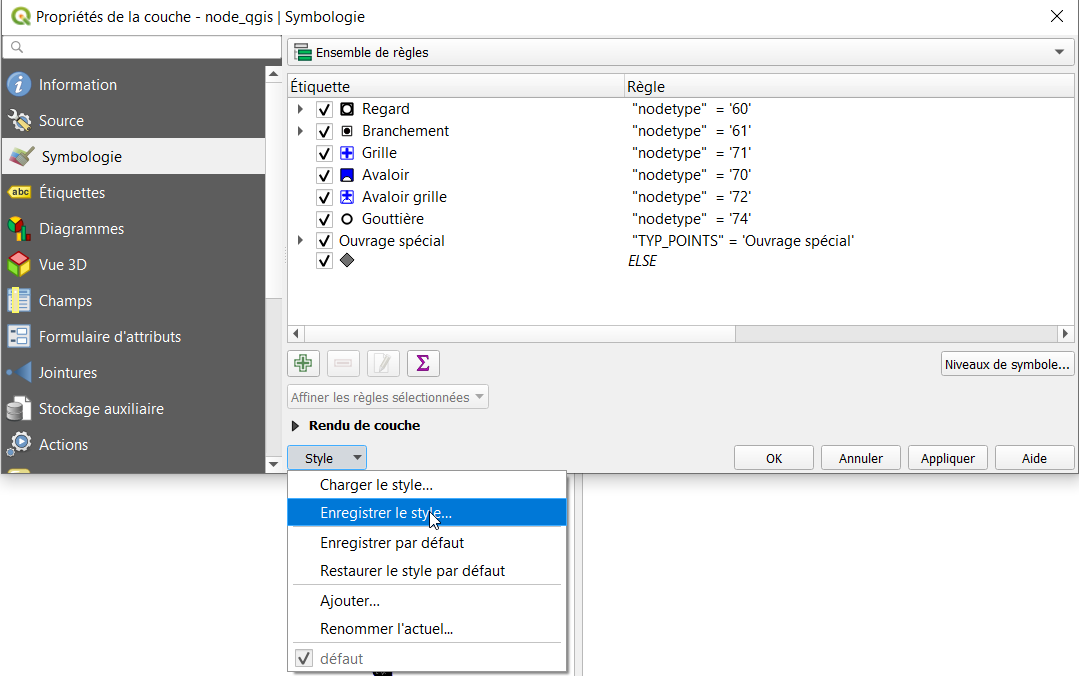 Propriétés de la couche - node_qgis | Symbologie
Information
Source
Symbologie
abc Étiquettes
Diagrammes
Vue 3D
Champs
Formulaire d'attributs
Jointures
Stockage auxiliaire
Actions
Ensemble de règles
Étiquette Règle
Regard "nodetype" = '60'
Branchement "nodetype" = '61'
Grille "nodetype" = '71'
Avaloir "nodetype" = '70'
Avaloir grille "nodetype" = '72'
Gouttière "nodetype" = '74'
Ouvrage spécial "TYP_POINTS" = 'Ouvrage spécial'
ELSE
Σ Niveaux de symbole...
Affiner les règles sélectionnées
Rendu de couche
Style OK Annuler Appliquer Aide
Charger le style...
Enregistrer le style...
Enregistrer par défaut
Restaurer le style par défaut
Ajouter...
Renommer l'actuel...
défaut